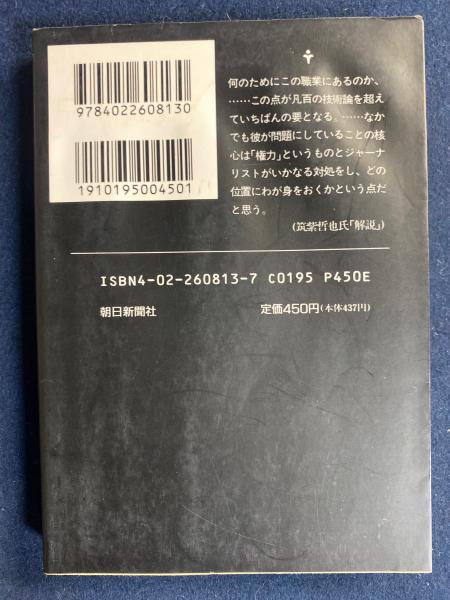 9784022608130
1910195004501
何のためにこの職業にあるのか、
……この点が凡百の技術論を超え
ていちばんの要となる。……なか
でも彼が問題にしていることの核
心は「権力」というものとジャーナ
リストがいかなる対処をし、どの
位置にわが身をおくかという点だ
と思う。
(筑紫哲也氏「解説」)
ISBN4-02-260813-7 C0195 P450E
朝日新聞社
定価450円(本体437円)